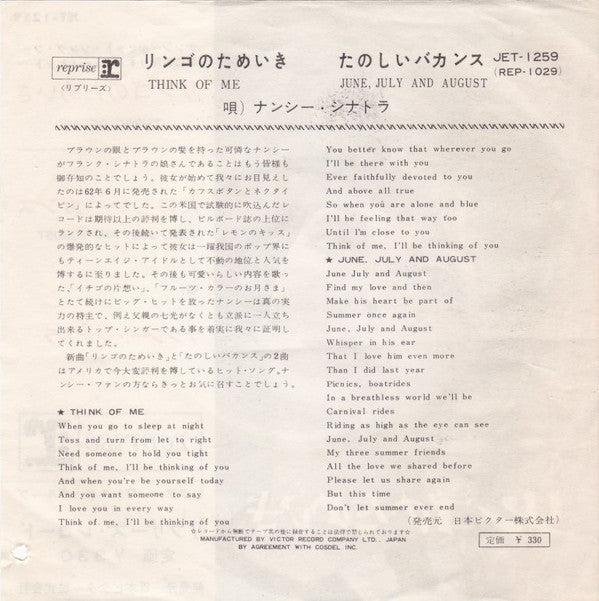 reprise r:
〈リプリーズ〉
リンゴのためいき
THINK OF ME
たのしいバカンス
JUNE, JULY AND AUGUST
JET-1259
(REP-1029)
唄) ナンシー・シナトラ
ブラウンの眼とブラウンの髪を持った可憐なナンシー
がフランク・シナトラの娘さんであることはもう皆様も
御存知のことでしょう。彼女が始めて我々にお目見えし
たのは62年6月に発売された「カフスボタンとネクタイ
ピン」によってでした。この米国で試験的に吹込んだレ
コードは期待以上の評判を博し、ビルボード誌の上位に
ランクされ、その後続いて発表された「レモンのキッス」
の爆発的なヒットによって彼女は一躍我国のポップ界に
もティーンエイジ・アイドルとして不動の地位と人気を
博するに至りました。その後も可愛いらしい内容を歌っ
た、「イチゴの片想い」、「フルーツ・カラーのお月さま」
とたて続けにビッグ・ヒットを放ったナンシーは真の実
力の持主で、例え父親の七光がなくとも立派に一人立ち
出来るトップ・シンガーである事を着実に我々に証明し
てくれました。
新曲「リンゴのためいき」と「たのしいバカンス」の2曲
はアメリカで今大変評判を博しているヒット・ソング。ナ
ンシー・ファンの方ならきっとお気に召すことでしょう。
★ THINK OF ME
When you go to sleep at night
Toss and turn from let to right
Need someone to hold you tight
Think of me, I'll be thinking of you
And when you're be yourself today
And you want someone to say
I love you in every way
Think of me, I'll be thinking of you
You better know that wherever you go
I'll be there with you
Ever faithfully devoted to you
And above all true
So when you are alone and blue
I'll be feeling that way too
Until I'm close to you
Think of me, I'll be thinking of you
★ JUNE, JULY AND AUGUST
June July and August
Find my love and then
Make his heart be part of
Summer once again
June, July and August
Whisper in his ear
That I love him even more
Than I did last year
Picnics, boatrides
In a breathless world we'll be
Carnival rides
Riding as high as the eye can see
June, July and August
My three summer friends
All the love we shared before
Please let us share again
But this time
Don't let summer ever end
(発売元 日本ビクター株式会社)
☆レコードから無断でテープ其の他に録音することは法律で禁じられております☆
MANUFACTURED BY VICTOR RECORD COMPANY LTD., JAPAN
BY AGREEMENT WITH COSDEL INC.
定価 ￥ 330